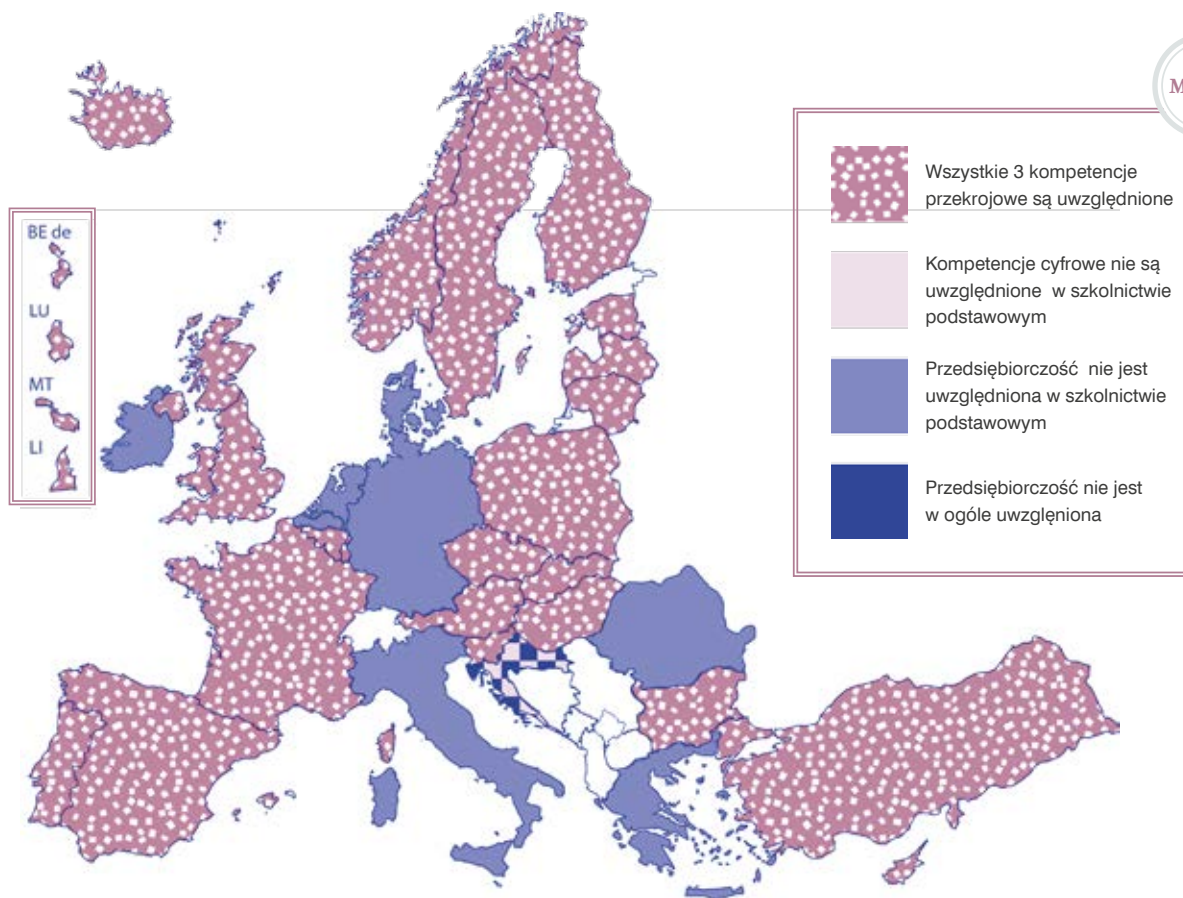 M
BE de
LU
MT
LI
Wszystkie 3 kompetencje
przekrojowe są uwzględnione
Kompetencje cyfrowe nie są
uwzględnione w szkolnictwie
podstawowym
Przedsiębiorczość nie jest
uwzględniona w szkolnictwie
podstawowym
Przedsiębiorczość nie jest
w ogóle uwzglęniona